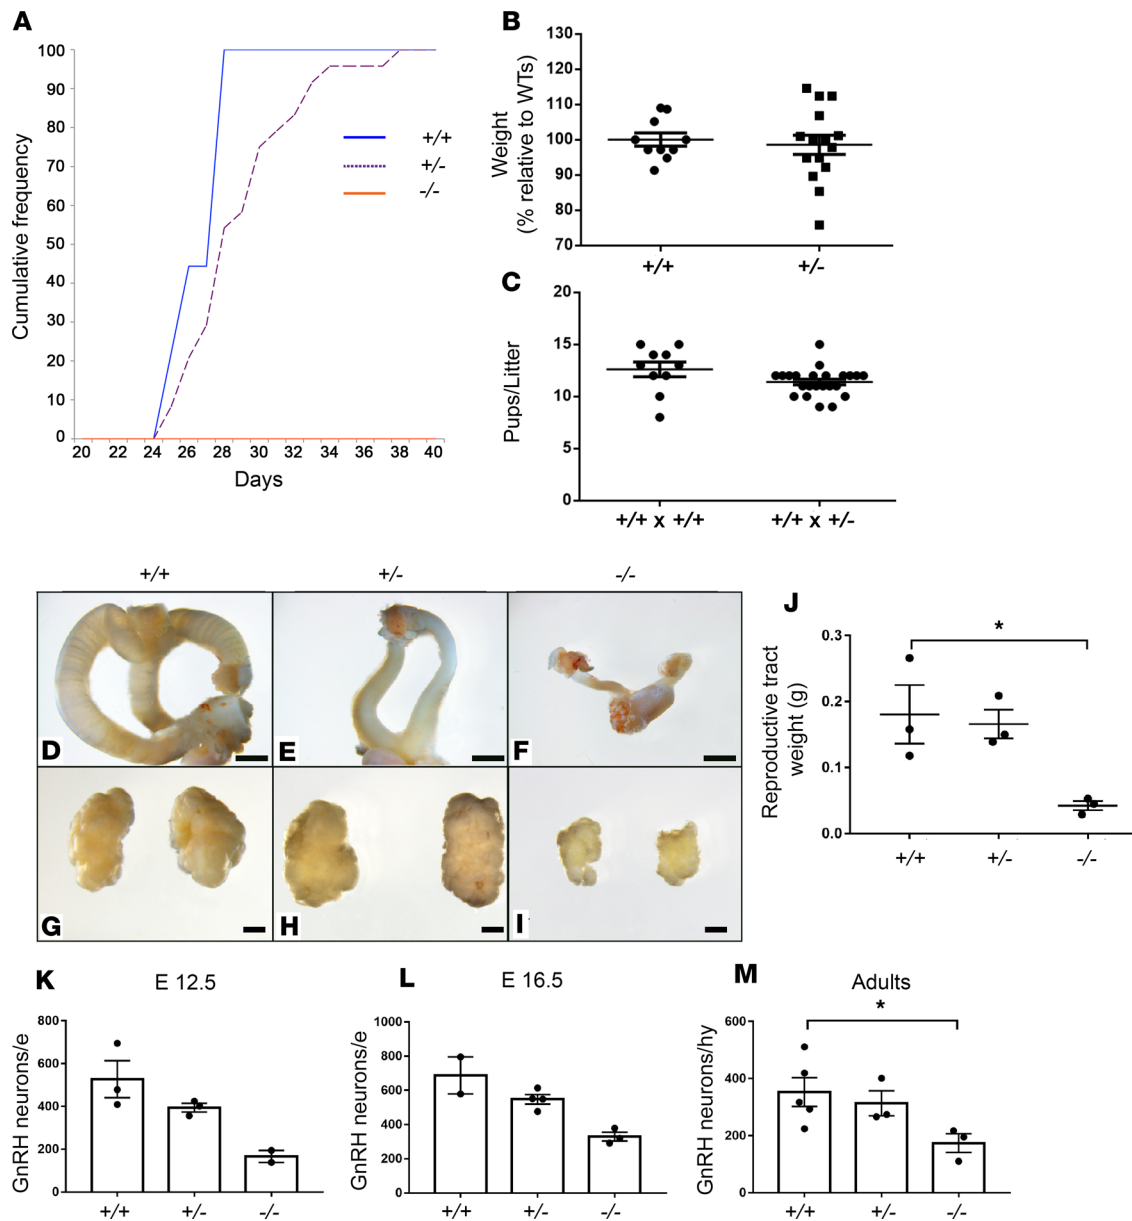 A
100
90
80
70
60
50
40
30
20
10
0
20 22 24 26 28 30 32 34 36 38 40
Cumulative frequency
Days
+/+
+/-
-/-
B
130
120
110
100
90
80
70
Weight
(% relative to WTs)
+/+ +/-
C
20
15
10
5
0
Pups/Litter
+/+ x +/+ +/+ x +/-
+/+ +/- -/-
D E F
G H I
J
*
0.3
0.2
0.1
0.0
Reproductive tract
weight (g)
+/+ +/- -/-
K
E 12.5
800
600
400
200
0
GnRH neurons/e
+/+ +/- -/-
L
E 16.5
1000
800
600
400
200
0
GnRH neurons/e
+/+ +/- -/-
M
Adults
*
600
400
200
0
GnRH neurons/hy
+/+ +/- -/-